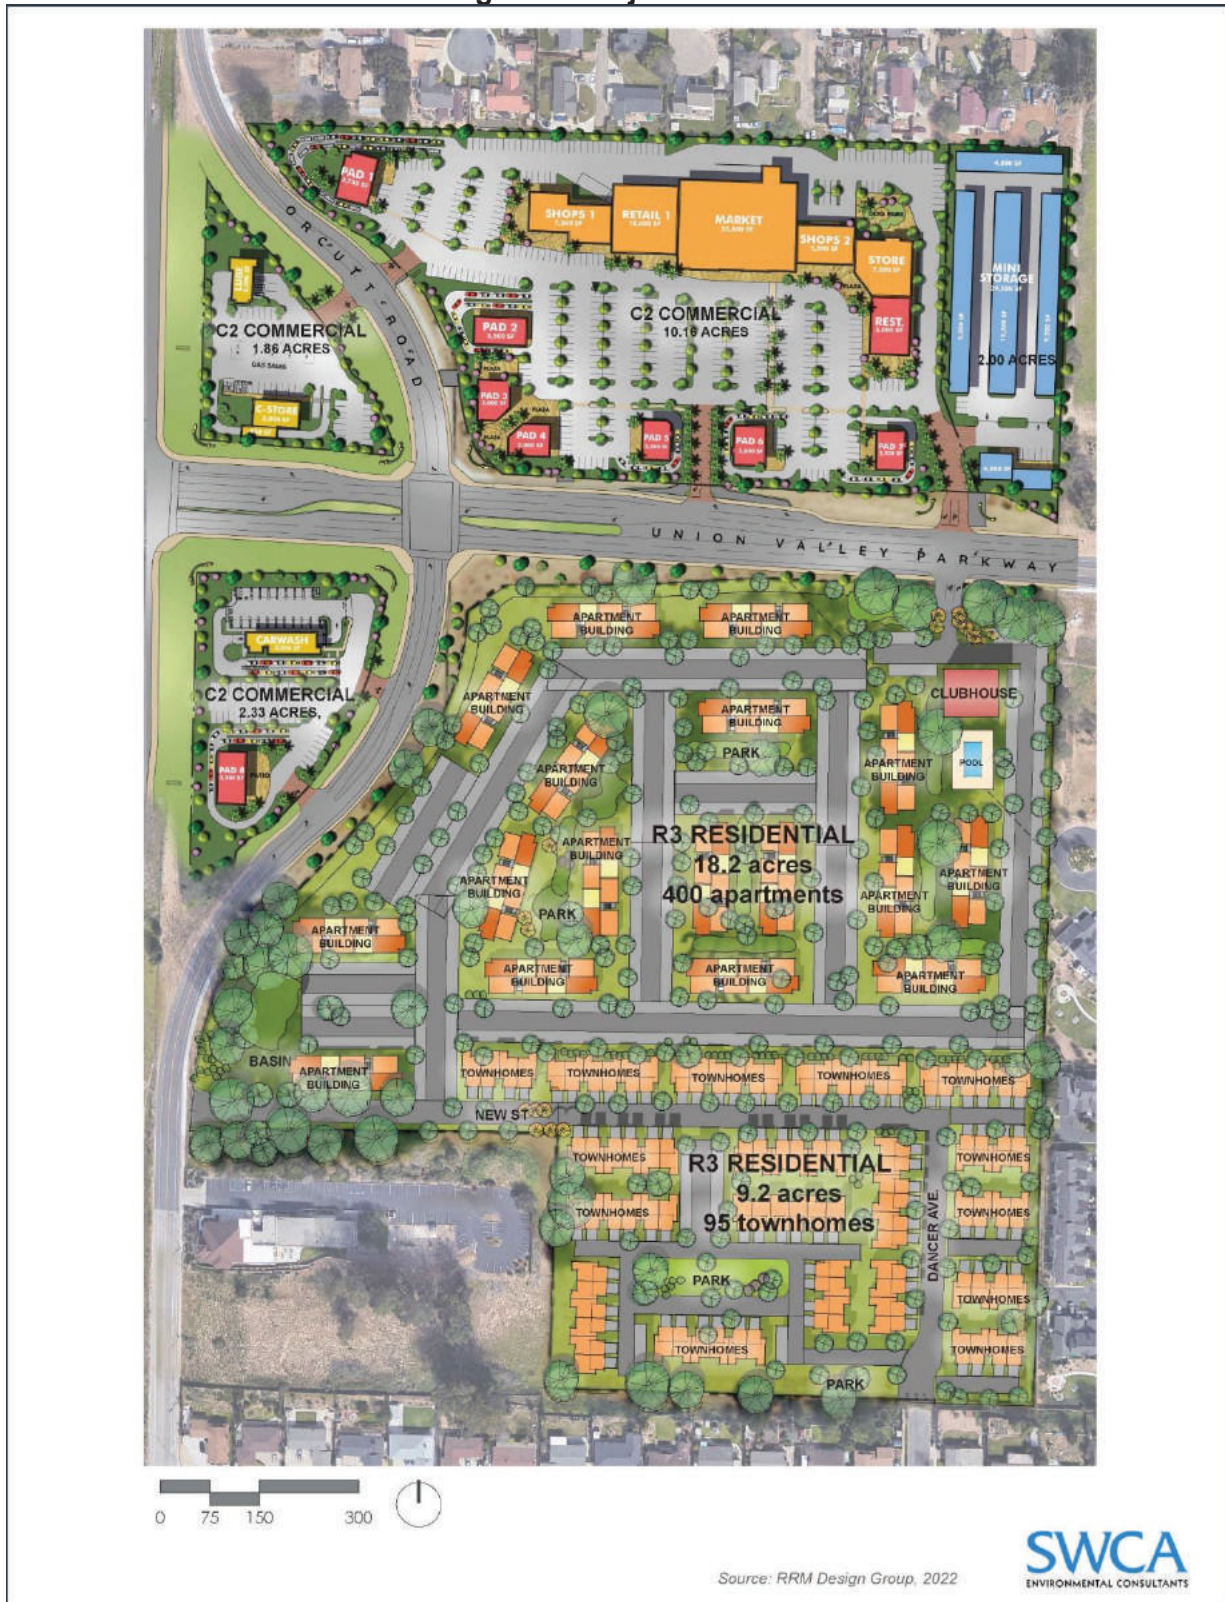 PAD 1
ORCUTT ROAD
SHOPS 1
RETAIL 1
MARKET
SHOPS 2
STORE
PLAZA
REST.
MINI
STORAGE
2.00 ACRES
LUBE
C2 COMMERCIAL
1.86 ACRES
C-STORE
C2 COMMERCIAL
10.16 ACRES
PAD 2
PLAZA
PAD 3
PLAZA
PLAZA
PAD 4
PAD 5
PAD 6
PAD 7
UNION VALLEY PARKWAY
CARWASH
C2 COMMERCIAL
2.33 ACRES,
PAD 8
PATIO
APARTMENT
BUILDING
APARTMENT
BUILDING
APARTMENT
BUILDING
APARTMENT
BUILDING
PARK
CLUBHOUSE
POOL
APARTMENT
BUILDING
APARTMENT
BUILDING
R3 RESIDENTIAL
18.2 acres
400 apartments
APARTMENT
BUILDING
APARTMENT
BUILDING
PARK
APARTMENT
BUILDING
APARTMENT
BUILDING
APARTMENT
BUILDING
APARTMENT
BUILDING
APARTMENT
BUILDING
APARTMENT
BUILDING
BASIN
APARTMENT
BUILDING
TOWNHOMES
TOWNHOMES
TOWNHOMES
TOWNHOMES
TOWNHOMES
NEW ST
TOWNHOMES
R3 RESIDENTIAL
9.2 acres
95 townhomes
TOWNHOMES
TOWNHOMES
TOWNHOMES
DANCER AVE.
PARK
TOWNHOMES
TOWNHOMES
TOWNHOMES
PARK
0 75 150 300
Source: RRM Design Group, 2022
SWCA
ENVIRONMENTAL CONSULTANTS